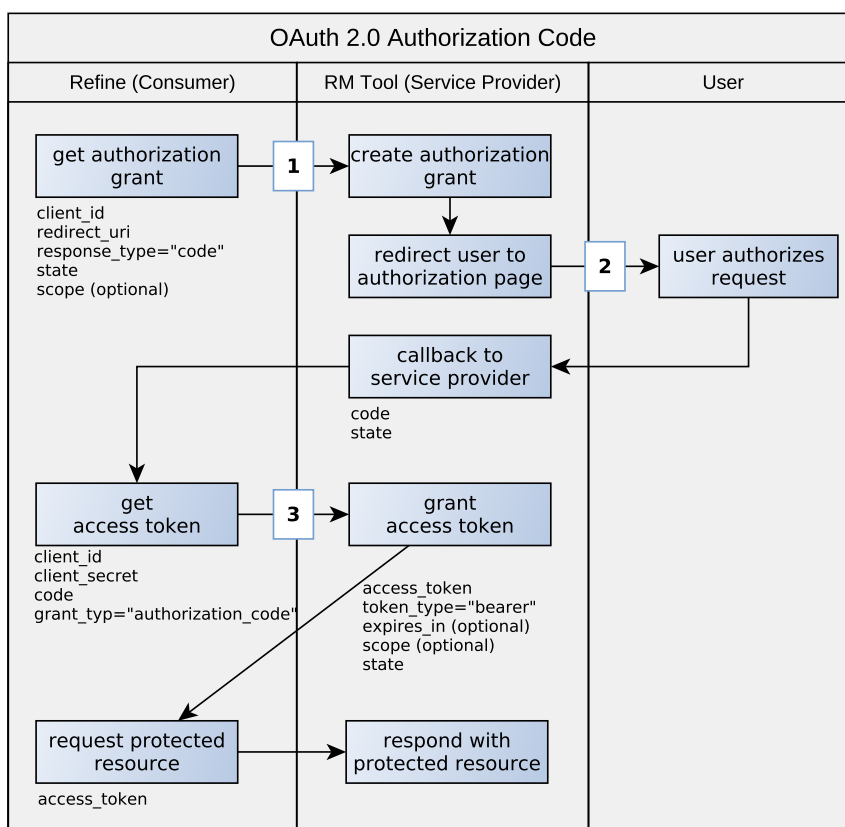 OAuth 2.0 Authorization Code
Refine (Consumer)
RM Tool (Service Provider)
User
get authorization
grant
1
create authorization
grant
client_id
redirect_uri
response_type="code"
state
scope (optional)
redirect user to
authorization page
2
user authorizes
request
callback to
service provider
code
state
get
access token
3
grant
access token
client_id
client_secret
code
grant_typ="authorization_code"
access_token
token_type="bearer"
expires_in (optional)
scope (optional)
state
request protected
resource
respond with
protected resource
access_token